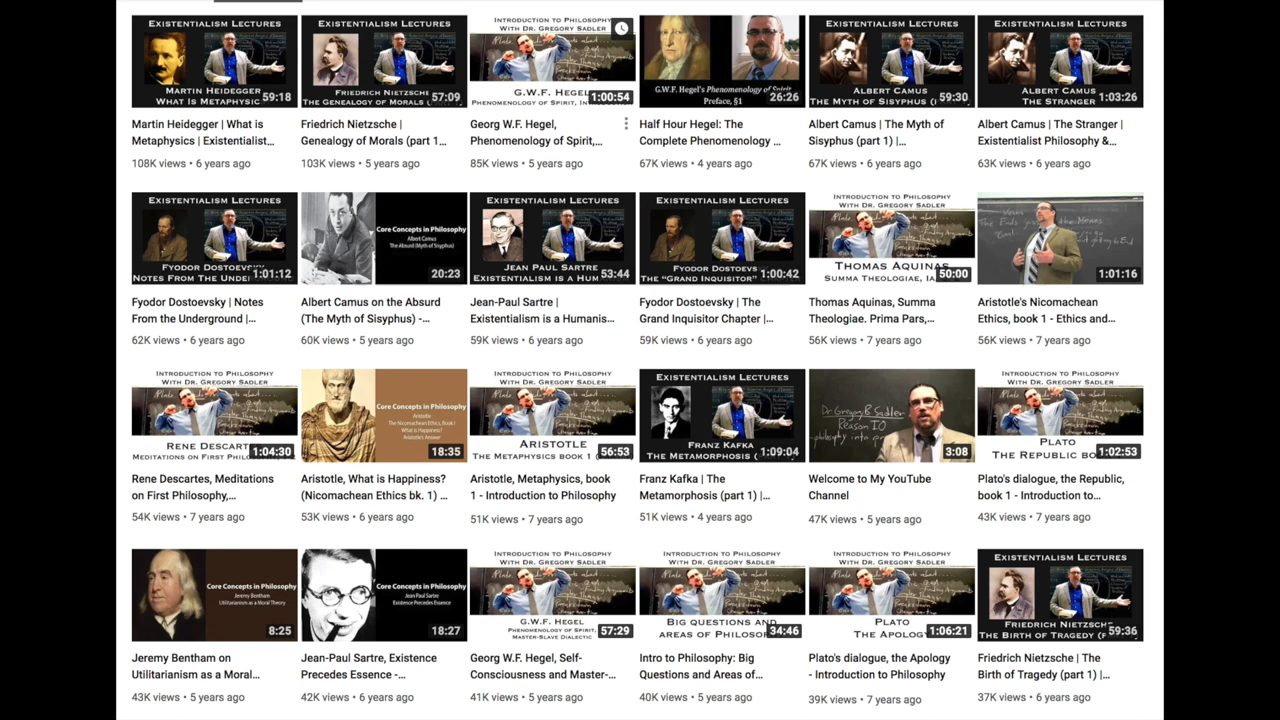 EXISTENTIALISM LECTURES
MARTIN HEIDEGGER
WHAT IS METAPHYSIC
59:18
Martin Heidegger | What is
Metaphysics | Existentialist...
108K views • 6 years ago
EXISTENTIALISM LECTURES
FRIEDRICH NIETZSCHE
THE GENEALOGY OF MORALS
57:09
Friedrich Nietzsche |
Genealogy of Morals (part 1...
103K views • 5 years ago
INTRODUCTION TO PHILOSOPHY
WITH DR. GREGORY SADLER
G.W.F. HEGEL
PHENOMENOLOGY OF SPIRIT,
1:00:54
Georg W.F. Hegel,
Phenomenology of Spirit,...
85K views • 5 years ago
G.W.F. Hegel's Phenomenology of Spirit
Preface, §1
26:26
Half Hour Hegel: The
Complete Phenomenology ...
67K views • 4 years ago
EXISTENTIALISM LECTURES
ALBERT CAMUS
THE MYTH OF SISYPHUS
59:30
Albert Camus | The Myth of
Sisyphus (part 1) |...
67K views • 6 years ago
EXISTENTIALISM LECTURES
ALBERT CAMUS
THE STRANGER
1:03:26
Albert Camus | The Stranger |
Existentialist Philosophy &...
63K views • 6 years ago
EXISTENTIALISM LECTURES
FYODOR DOSTOEVSKY
NOTES FROM THE UNDE
1:01:12
Fyodor Dostoevsky | Notes
From the Underground |...
62K views • 6 years ago
Core Concepts in Philosophy
Albert Camus
The Absurd (Myth of Sisyphus)
20:23
Albert Camus on the Absurd
(The Myth of Sisyphus) -...
60K views • 5 years ago
EXISTENTIALISM LECTURES
JEAN PAUL SARTRE
EXISTENTIALISM IS A HUM
53:44
Jean-Paul Sartre |
Existentialism is a Humanis...
59K views • 6 years ago
EXISTENTIALISM LECTURES
FYODOR DOSTOEVS
THE "GRAND INQUISITOR"
1:00:42
Fyodor Dostoevsky | The
Grand Inquisitor Chapter |...
59K views • 6 years ago
INTRODUCTION TO PHILOSOPHY
WITH DR. GREGORY SADLER
THOMAS AQUINAS
SUMMA THEOLOGIAE, IA
50:00
Thomas Aquinas, Summa
Theologiae. Prima Pars,...
56K views • 7 years ago
1:01:16
Aristotle's Nicomachean
Ethics, book 1 - Ethics and...
56K views • 7 years ago
INTRODUCTION TO PHILOSOPHY
WITH DR. GREGORY SADLER
RENE DESCART
MEDITATIONS ON FIRST PHILO
1:04:30
Rene Descartes, Meditations
on First Philosophy,...
54K views • 7 years ago
Core Concepts in Philosophy
Aristotle
The Nicomachean Ethics, Book I
What is Happiness?
Aristotle's Answer
18:35
Aristotle, What is Happiness?
(Nicomachean Ethics bk. 1) ...
53K views • 6 years ago
INTRODUCTION TO PHILOSOPHY
WITH DR. GREGORY SADLER
ARISTOTLE
THE METAPHYSICS BOOK 1
56:53
Aristotle, Metaphysics, book
1 - Introduction to Philosophy
51K views • 7 years ago
EXISTENTIALISM LECTURES
FRANZ KAFKA
THE METAMORPHOSIS
1:09:04
Franz Kafka | The
Metamorphosis (part 1) |...
51K views • 4 years ago
Dr. Gregory B. Sadler
Reason IO
3:08
Welcome to My YouTube
Channel
47K views • 5 years ago
INTRODUCTION TO PHILOSOPHY
WITH DR. GREGORY SADLER
PLATO
THE REPUBLIC BO
1:02:53
Plato's dialogue, the Republic,
book 1 - Introduction to...
43K views • 7 years ago
Core Concepts in Philosophy
Jeremy Bentham
Utilitarianism as a Moral Theory
8:25
Jeremy Bentham on
Utilitarianism as a Moral...
43K views • 5 years ago
Core Concepts in Philosophy
Jean-Paul Sartre
Existence Precedes Essence
18:27
Jean-Paul Sartre, Existence
Precedes Essence -...
42K views • 6 years ago
INTRODUCTION TO PHILOSOPHY
WITH DR. GREGORY SADLER
G.W.F. HEGEL
PHENOMENOLOGY OF SPIRIT,
MASTER-SLAVE DIALECTIC
57:29
Georg W.F. Hegel, Self-
Consciousness and Master-...
41K views • 5 years ago
INTRODUCTION TO PHILOSOPHY
WITH DR. GREGORY SADLER
BIG QUESTIONS AND
AREAS OF PHILOSO
34:46
Intro to Philosophy: Big
Questions and Areas of...
40K views • 5 years ago
INTRODUCTION TO PHILOSOPHY
WITH DR. GREGORY SADLER
PLATO
THE APOLOGY
1:06:21
Plato's dialogue, the Apology
- Introduction to Philosophy
39K views • 7 years ago
EXISTENTIALISM LECTURES
FRIEDRICH NIETZSCHE
THE BIRTH OF TRAGEDY
59:36
Friedrich Nietzsche | The
Birth of Tragedy (part 1) |...
37K views • 6 years ago